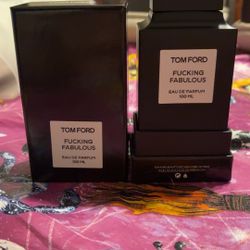 TOM FORD
FUCKING
FABULOUS
EAU DE PARFUM
100 ML
TOM FORD
FUCKING
FABULOUS
EAU DE PARFUM
100 ML